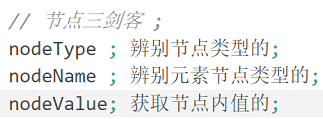 // 节点三剑客 ;
nodeType ; 辨别节点类型的;
nodeName ; 辨别元素节点类型的;
nodeValue; 获取节点内值的;